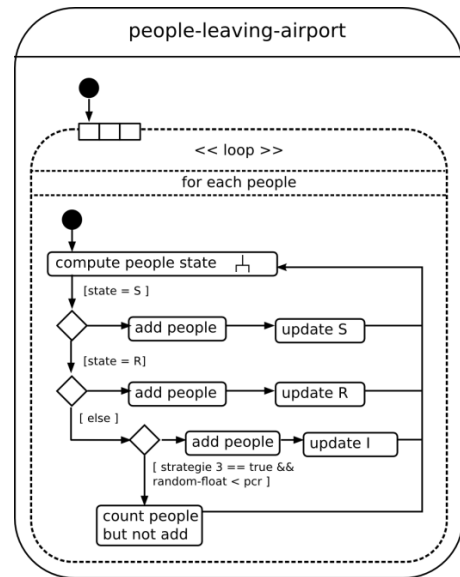 people-leaving-airport
<< loop >>
for each people
compute people state
[state = S ]
add people
update S
[state = R]
add people
update R
[ else ]
add people
update I
[ strategie 3 == true &&
random-float < pcr ]
count people
but not add